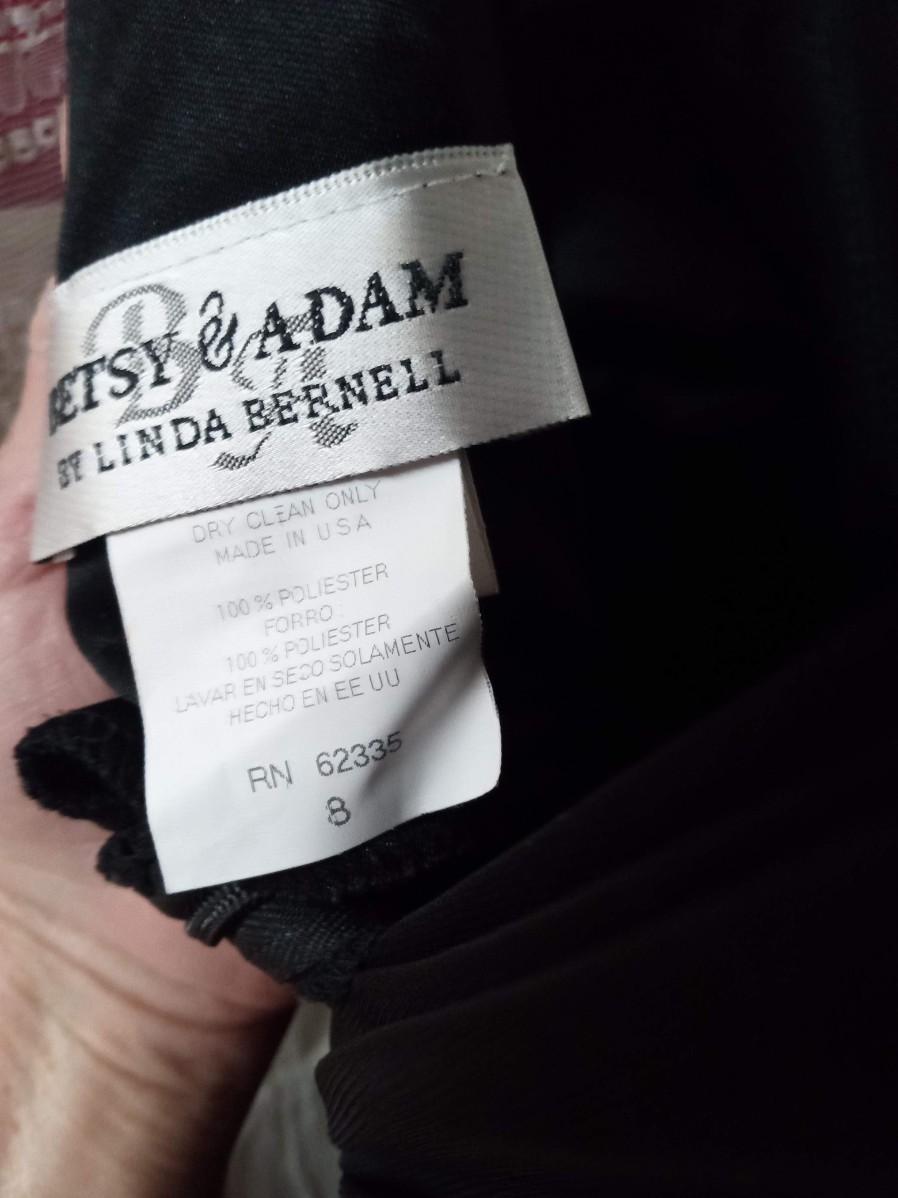 BETSY & ADAM
BY LINDA BERNELL
DRY CLEAN ONLY
MADE IN USA
100 % POLIESTER
FORRO:
100 % POLIESTER
LAVAR EN SECO SOLAMENTE
HECHO EN EE UU
RN 62335
8